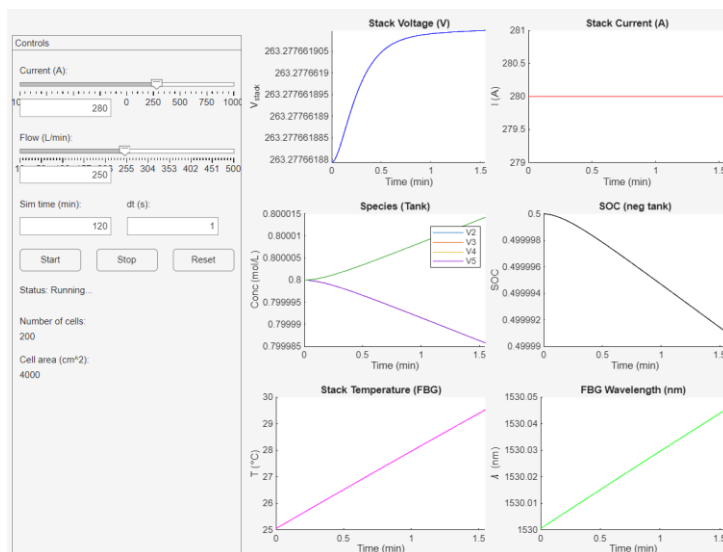 Controls
Current (A):
0 250 500 750 1000
280
Flow (L/min):
255 304 353 402 451 500
250
Sim time (min): dt (s):
120 1
Start Stop Reset
Status: Running...
Number of cells:
200
Cell area (cm^2):
4000
Stack Voltage (V)
263.277661905
263.2776619
263.277661895
263.27766189
263.277661885
263.27766188
Vstack
0 0.5 1 1.5
Time (min)
Stack Current (A)
281
280.5
280
279.5
279
I (A)
0 0.5 1 1.5
Time (min)
Species (Tank)
0.800015
0.80001
0.800005
0.8
0.799995
0.79999
0.799985
Conc (mol/L)
V2
V3
V4
V5
0 0.5 1 1.5
Time (min)
SOC (neg tank)
0.5
0.499998
0.499996
0.499994
0.499992
0.49999
SOC
0 0.5 1 1.5
Time (min)
Stack Temperature (FBG)
30
29
28
27
26
25
T (°C)
0 0.5 1 1.5
Time (min)
FBG Wavelength (nm)
1530.05
1530.04
1530.03
1530.02
1530.01
1530
λ (nm)
0 0.5 1 1.5
Time (min)